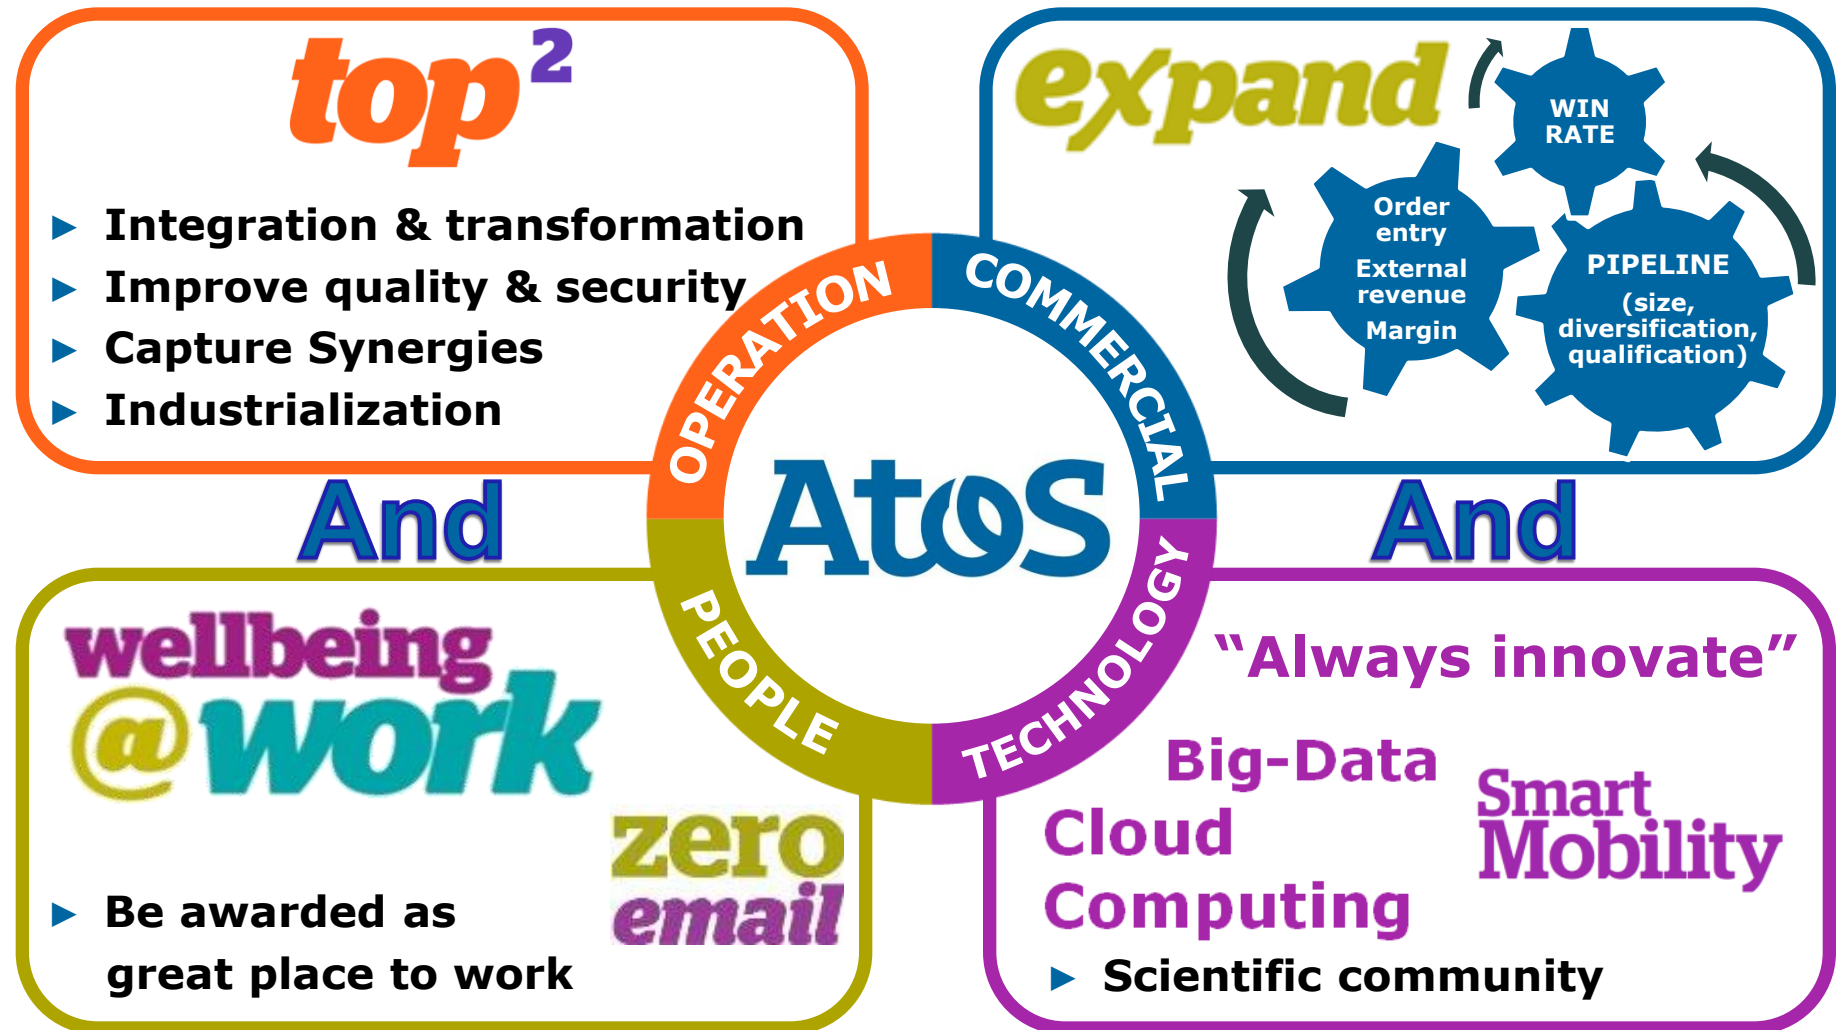 top²
► Integration & transformation
► Improve quality & security
► Capture Synergies
► Industrialization
expand
WIN
RATE
Order
entry
External
revenue
Margin
PIPELINE
(size,
diversification,
qualification)
OPERATION
COMMERCIAL
Atos
PEOPLE
TECHNOLOGY
And
And
wellbeing
@work
zero
email
► Be awarded as
great place to work
“Always innovate”
Big-Data
Cloud
Computing
Smart
Mobility
► Scientific community